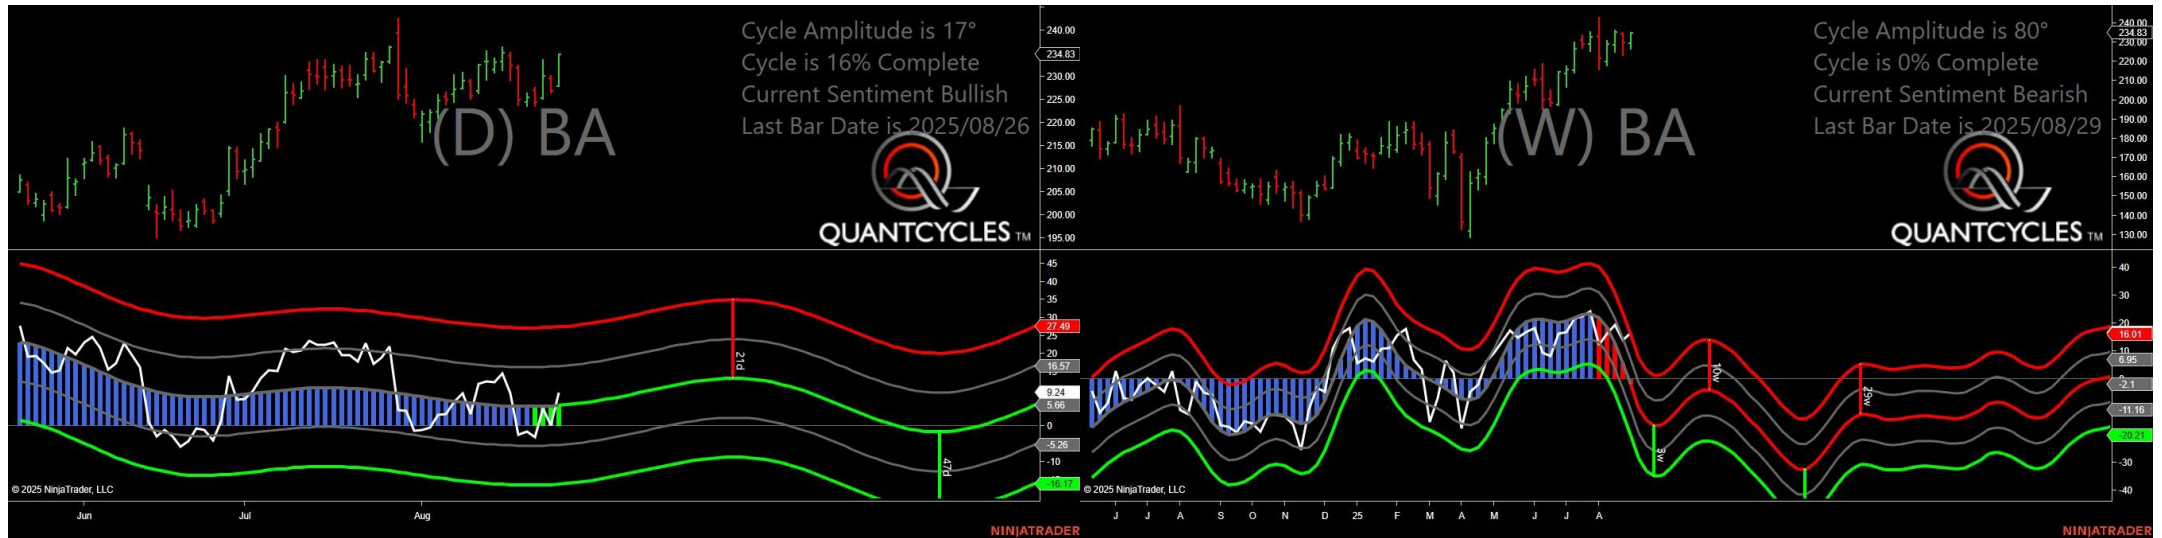 Cycle Amplitude is 17°
Cycle is 16% Complete
Current Sentiment Bullish
Last Bar Date is 2025/08/26
(D) BA
QUANTCYCLES TM
240.00
234.83
230.00
225.00
220.00
215.00
210.00
205.00
200.00
195.00
45
40
35
30
27.49
25
20
16.57
15
9.24
5.66
0
-5.26
-10
-16.17
21d
47d
© 2025 NinjaTrader, LLC
Jun Jul Aug
NINJATRADER
Cycle Amplitude is 80°
Cycle is 0% Complete
Current Sentiment Bearish
Last Bar Date is 2025/08/29
(W) BA
QUANTCYCLES TM
240.00
234.83
230.00
220.00
210.00
200.00
190.00
180.00
170.00
160.00
150.00
140.00
130.00
40
30
20
16.01
10
6.95
-2.1
-11.16
-20.21
-30
-40
10w
29w
3w
© 2025 NinjaTrader, LLC
J J A S O N D 25 F M A M J J A
NINJATRADER